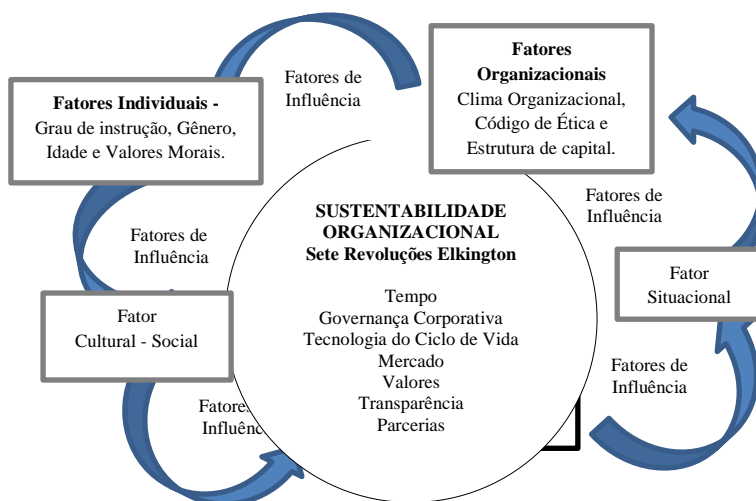 Fatores
Organizacionais
Clima Organizacional,
Código de Ética e
Estrutura de capital.
Fatores de
Influência
Fatores Individuais -
Grau de instrução, Gênero,
Idade e Valores Morais.
Fatores de
Influência
Fatores de
Influência
SUSTENTABILIDADE
ORGANIZACIONAL
Sete Revoluções Elkington
Tempo
Governança Corporativa
Tecnologia do Ciclo de Vida
Mercado
Valores
Transparência
Parcerias
Fator
Situacional
Fator
Cultural - Social
Fatores de
Influência
Fatores
Influênc